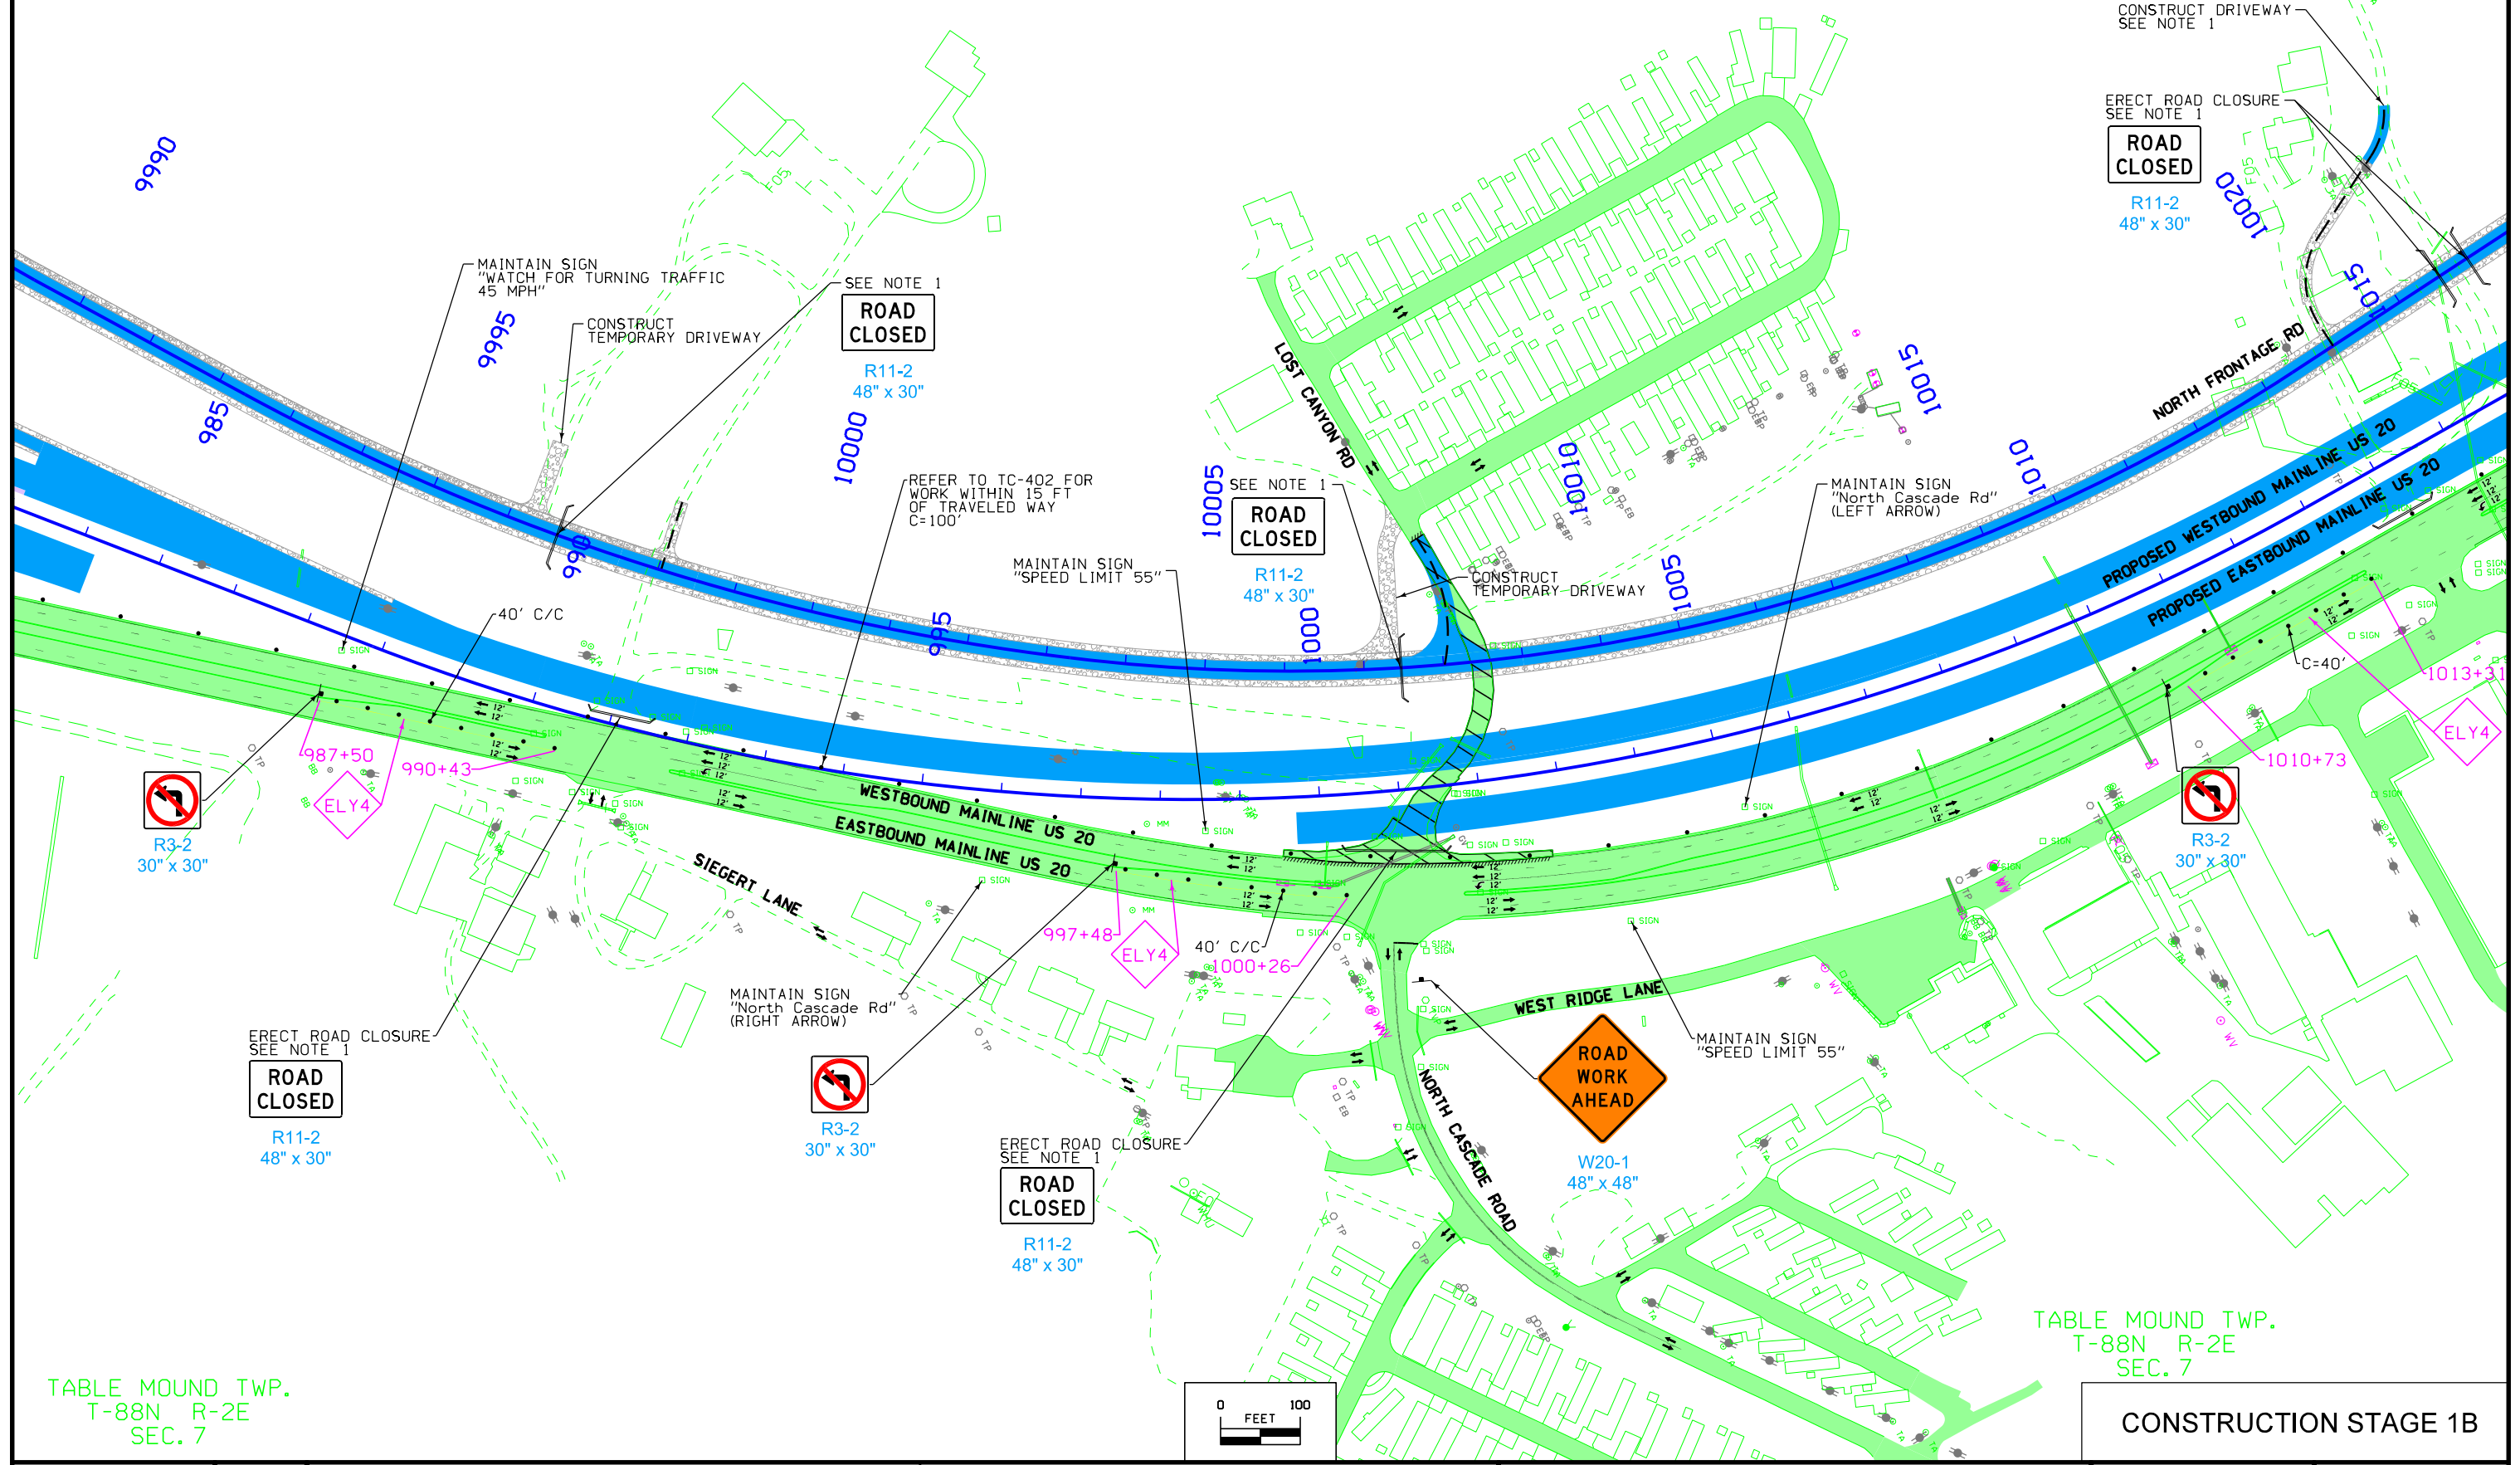 CONSTRUCT DRIVEWAY
SEE NOTE 1
ERECT ROAD CLOSURE
SEE NOTE 1
ROAD
CLOSED
R11-2
48" x 30"
9990
9995
10000
10005
10010
10015
10020
985
990
995
1000
1005
1010
1015
MAINTAIN SIGN
"WATCH FOR TURNING TRAFFIC
45 MPH"
CONSTRUCT
TEMPORARY DRIVEWAY
SEE NOTE 1
ROAD
CLOSED
R11-2
48" x 30"
F05
F05
F05
LOST CANYON RD
NORTH FRONTAGE RD
REFER TO TC-402 FOR
WORK WITHIN 15 FT
OF TRAVELED WAY
C=100'
SEE NOTE 1
ROAD
CLOSED
R11-2
48" x 30"
MAINTAIN SIGN
"SPEED LIMIT 55"
CONSTRUCT
TEMPORARY DRIVEWAY
MAINTAIN SIGN
"North Cascade Rd"
(LEFT ARROW)
PROPOSED WESTBOUND MAINLINE US 20
PROPOSED EASTBOUND MAINLINE US 20
40' C/C
SIGN
987+50
990+43
ELY4
R3-2
30" x 30"
WESTBOUND MAINLINE US 20
EASTBOUND MAINLINE US 20
SIEGERT LANE
12'
12'
MM
MM
C=40'
1013+31
ELY4
1010+73
R3-2
30" x 30"
997+48
ELY4
40' C/C
1000+26
MAINTAIN SIGN
"North Cascade Rd"
(RIGHT ARROW)
R3-2
30" x 30"
ERECT ROAD CLOSURE
SEE NOTE 1
ROAD
CLOSED
R11-2
48" x 30"
ERECT ROAD CLOSURE
SEE NOTE 1
ROAD
CLOSED
R11-2
48" x 30"
WEST RIDGE LANE
MAINTAIN SIGN
"SPEED LIMIT 55"
ROAD
WORK
AHEAD
W20-1
48" x 48"
NORTH CASCADE ROAD
TABLE MOUND TWP.
T-88N R-2E
SEC. 7
0 100
FEET
TABLE MOUND TWP.
T-88N R-2E
SEC. 7
CONSTRUCTION STAGE 1B